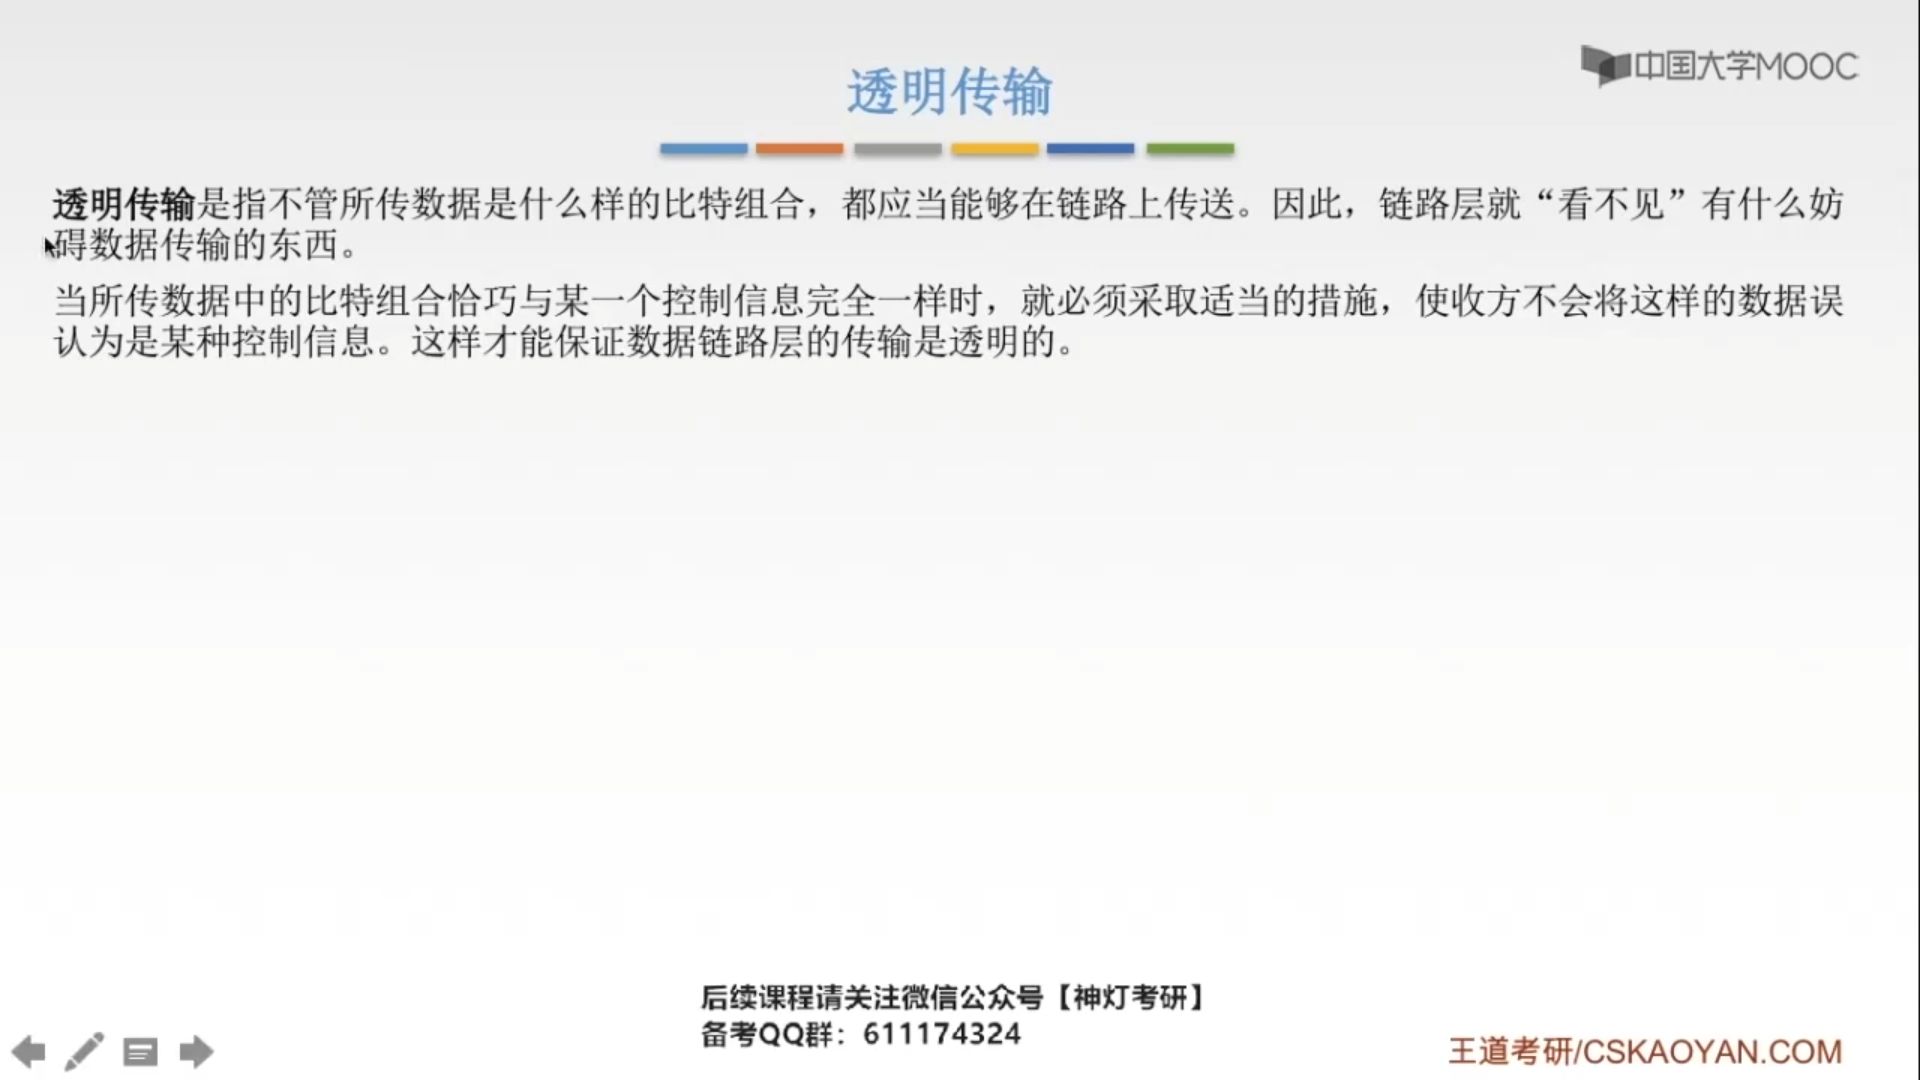 中国大学MOOC
透明传输
透明传输是指不管所传数据是什么样的比特组合，都应当能够在链路上传送。因此，链路层就“看不见”有什么妨
碍数据传输的东西。
当所传数据中的比特组合恰巧与某一个控制信息完全一样时，就必须采取适当的措施，使收方不会将这样的数据误
认为是某种控制信息。这样才能保证数据链路层的传输是透明的。
后续课程请关注微信公众号【神灯考研】
备考QQ群：611174324
王道考研/CSKAOYAN.COM